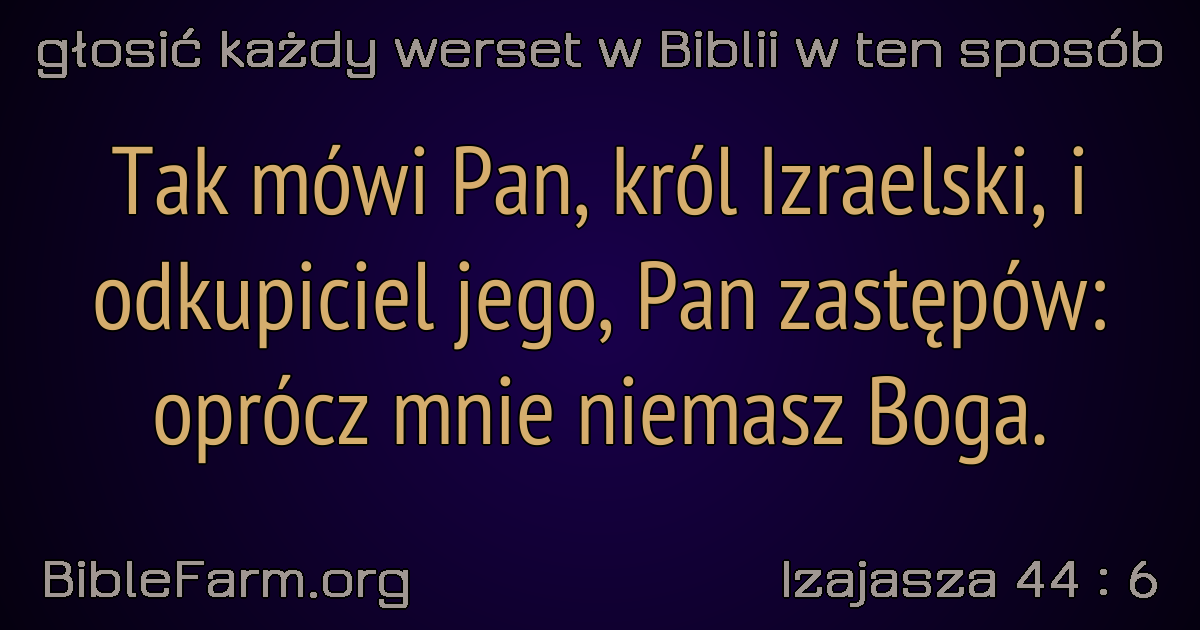 głosić każdy werset w Biblii w ten sposób
Tak mówi Pan, król Izraelski, i
odkupiciel jego, Pan zastępów:
oprócz mnie niemasz Boga.
BibleFarm.org
Izajasza 44 : 6